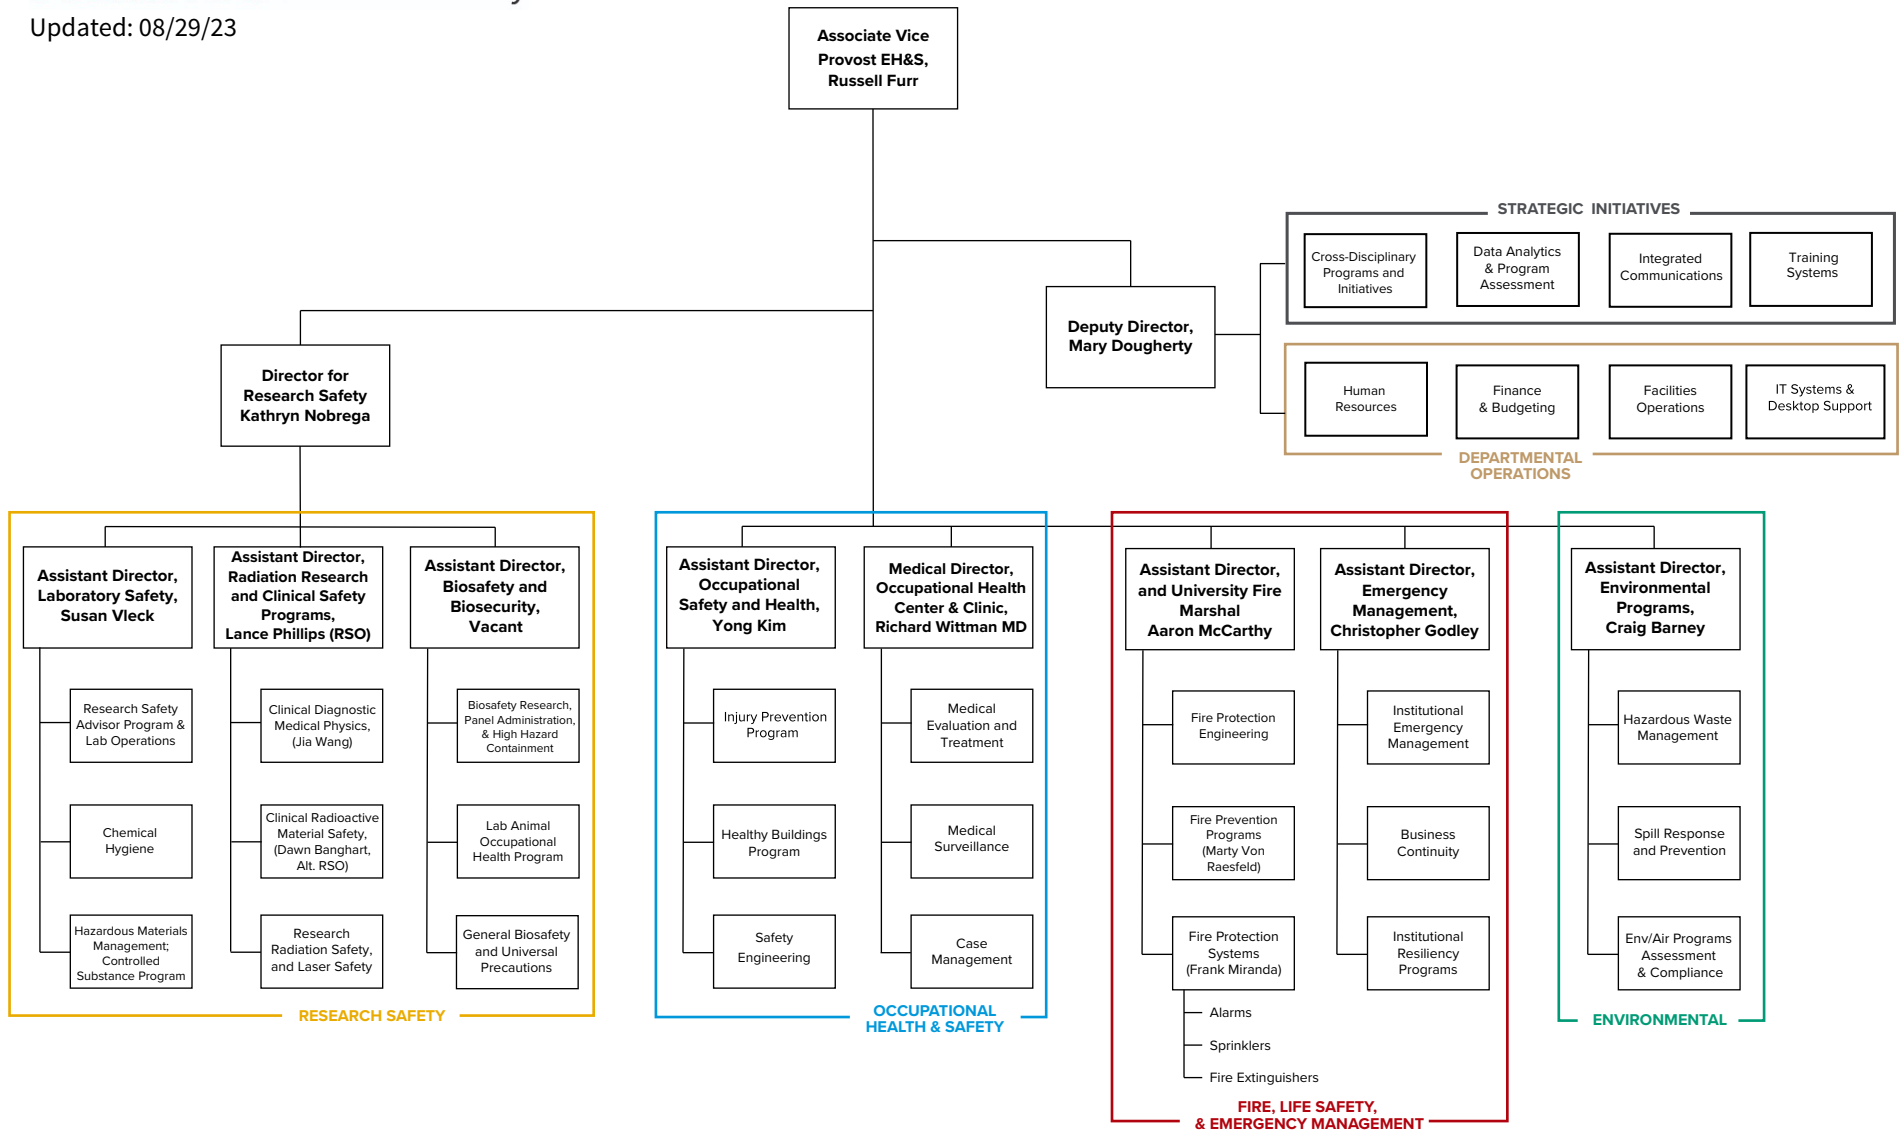 Updated: 08/29/23
Associate Vice
Provost EH&S,
Russell Furr
STRATEGIC INITIATIVES
Cross-Disciplinary
Programs and
Initiatives
Data Analytics
& Program
Assessment
Integrated
Communications
Training
Systems
Deputy Director,
Mary Dougherty
Human
Resources
Finance
& Budgeting
Facilities
Operations
IT Systems &
Desktop Support
DEPARTMENTAL
OPERATIONS
Director for
Research Safety
Kathryn Nobrega
Assistant Director,
Laboratory Safety,
Susan Vleck
Research Safety
Advisor Program &
Lab Operations
Chemical
Hygiene
Hazardous Materials
Management;
Controlled
Substance Program
Assistant Director,
Radiation Research
and Clinical Safety
Programs,
Lance Phillips (RSO)
Clinical Diagnostic
Medical Physics,
(Jia Wang)
Clinical Radioactive
Material Safety,
(Dawn Banghart,
Alt. RSO)
Research
Radiation Safety,
and Laser Safety
Assistant Director,
Biosafety and
Biosecurity,
Vacant
Biosafety Research,
Panel Administration,
& High Hazard
Containment
Lab Animal
Occupational
Health Program
General Biosafety
and Universal
Precautions
RESEARCH SAFETY
Assistant Director,
Occupational
Safety and Health,
Yong Kim
Injury Prevention
Program
Healthy Buildings
Program
Safety
Engineering
Medical Director,
Occupational Health
Center & Clinic,
Richard Wittman MD
Medical
Evaluation and
Treatment
Medical
Surveillance
Case
Management
OCCUPATIONAL
HEALTH & SAFETY
Assistant Director,
and University Fire
Marshal
Aaron McCarthy
Fire Protection
Engineering
Fire Prevention
Programs
(Marty Von
Raesfeld)
Fire Protection
Systems
(Frank Miranda)
Alarms
Sprinklers
Fire Extinguishers
Assistant Director,
Emergency
Management,
Christopher Godley
Institutional
Emergency
Management
Business
Continuity
Institutional
Resiliency
Programs
FIRE, LIFE SAFETY,
& EMERGENCY MANAGEMENT
Assistant Director,
Environmental
Programs,
Craig Barney
Hazardous Waste
Management
Spill Response
and Prevention
Env/Air Programs
Assessment
& Compliance
ENVIRONMENTAL